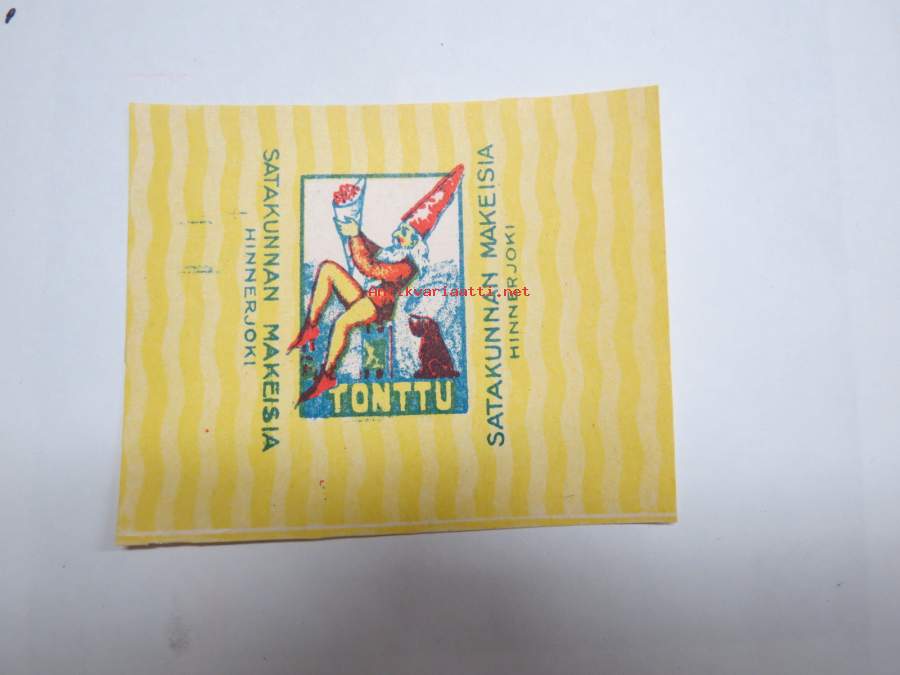 SATAKUNNAN MAKEISIA
HINNERJOKI
TONTTU
SATAKUNNAN MAKEISIA
HINNERJOKI
Antikvariaatti.net